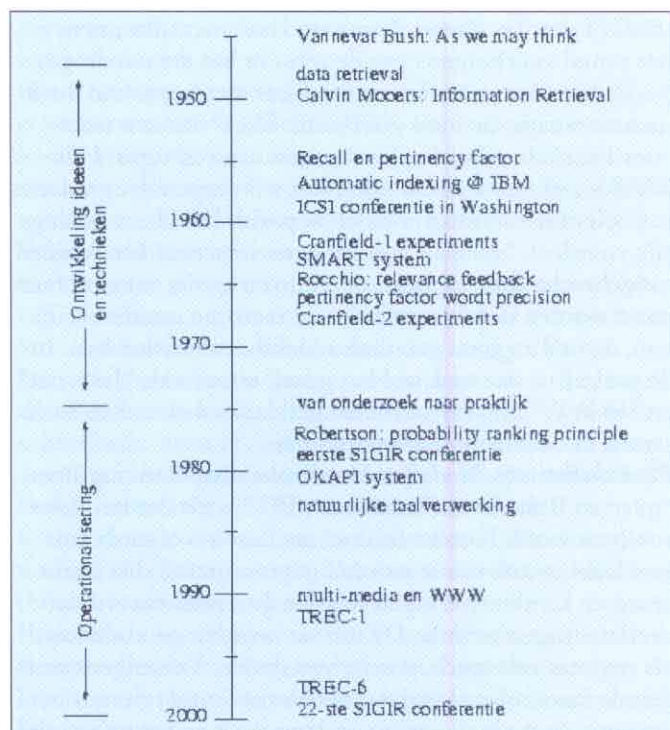 Vannevar Bush: As we may think
data retrieval
1950
Calvin Mooers: Information Retrieval
Recall en pertinency factor
Automatic indexing @ IBM
1960
ICSI conferentie in Washington
Cranfield-1 experiments
SMART system
Rocchio: relevance feedback
pertinency factor wordt precision
Cranfield-2 experiments
1970
Ontwikkeling ideeen
en technieken
van onderzoek naar praktijk
Robertson: probability ranking principle
eerste SIGIR conferentie
1980
OKAPI system
natuurlijke taalverwerking
1990
multi-media en WWW
TREC-1
TREC-6
2000
22-ste SIGIR conferentie
Operational setting